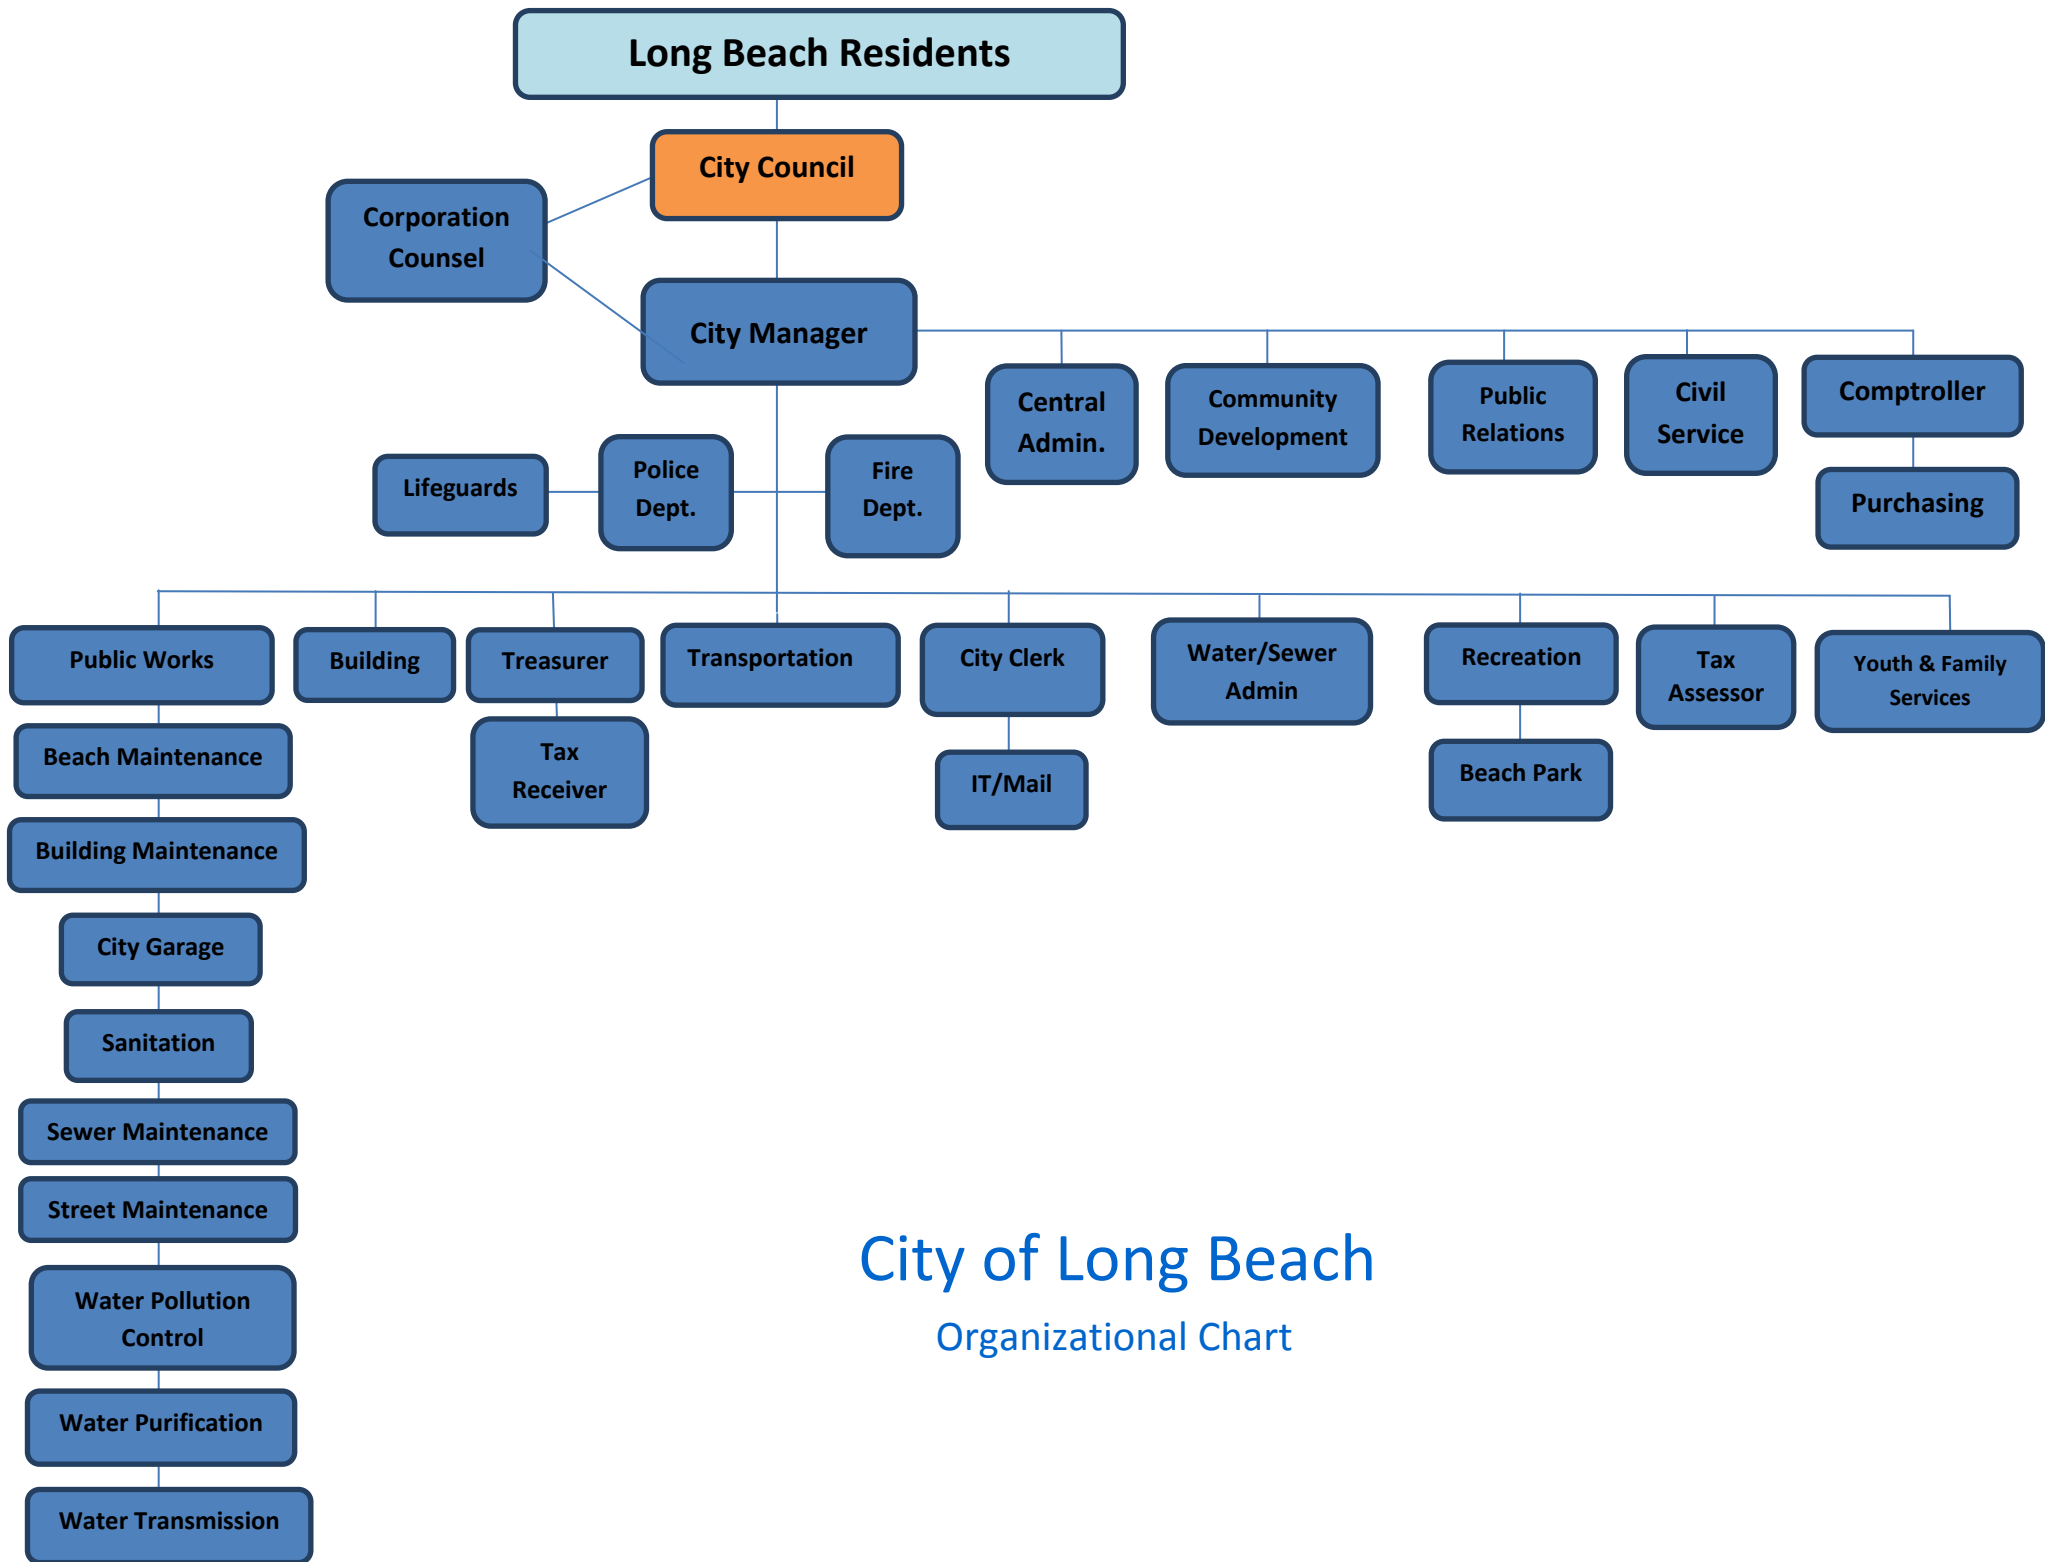 Long Beach Residents
City Council
Corporation
Counsel
City Manager
Central
Admin.
Community
Development
Public
Relations
Civil
Service
Comptroller
Purchasing
Lifeguards
Police
Dept.
Fire
Dept.
Public Works
Building
Treasurer
Transportation
City Clerk
Water/Sewer
Admin
Recreation
Tax
Assessor
Youth & Family
Services
Beach Maintenance
Tax
Receiver
IT/Mail
Beach Park
Building Maintenance
City Garage
Sanitation
Sewer Maintenance
Street Maintenance
Water Pollution
Control
Water Purification
Water Transmission
City of Long Beach
Organizational Chart